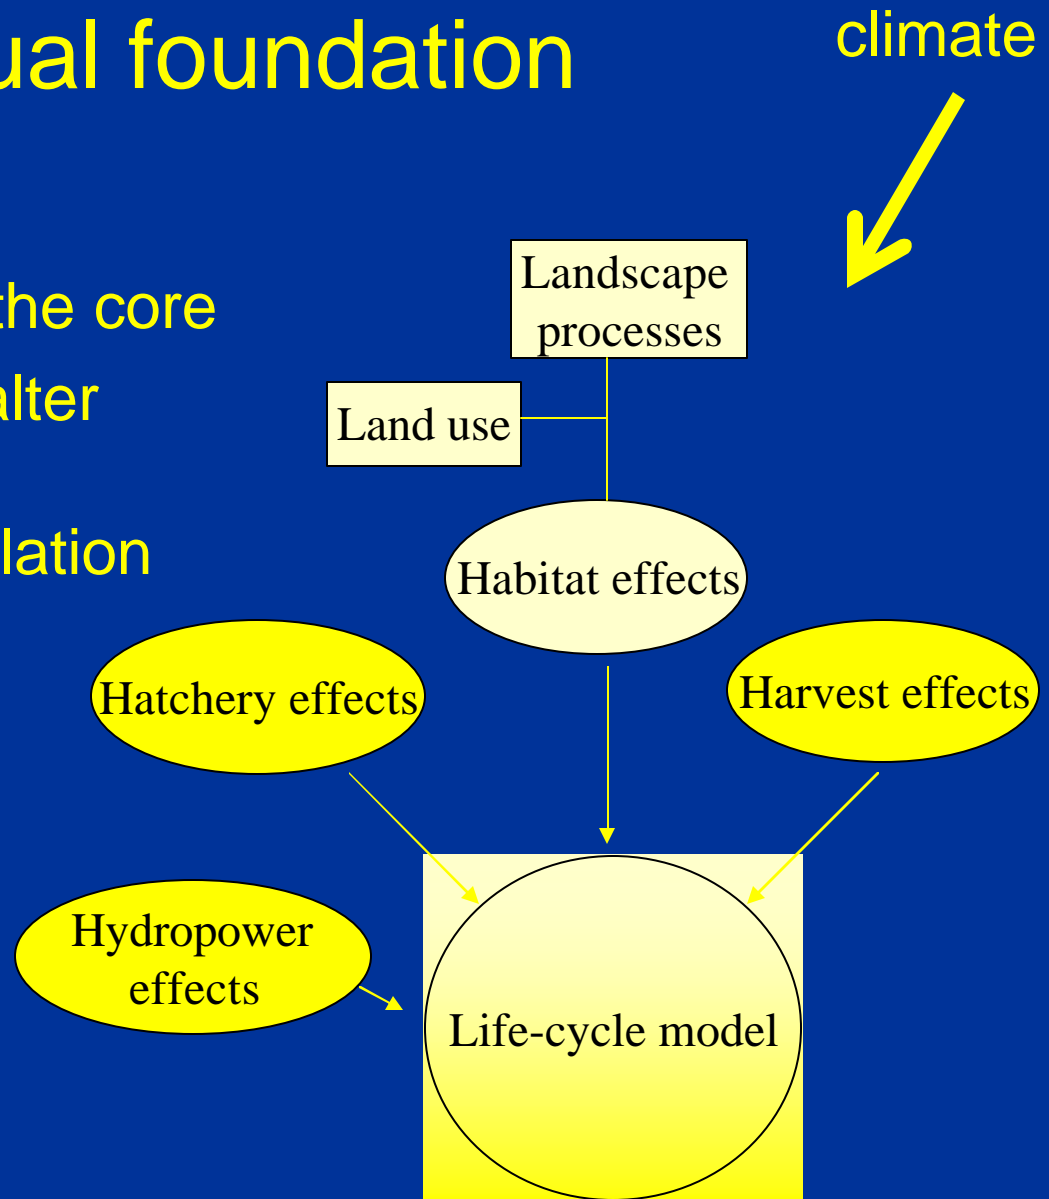 ual foundation
climate
the core
alter
lation
Landscape
processes
Land use
Habitat effects
Hatchery effects
Harvest effects
Hydropower
effects
Life-cycle model